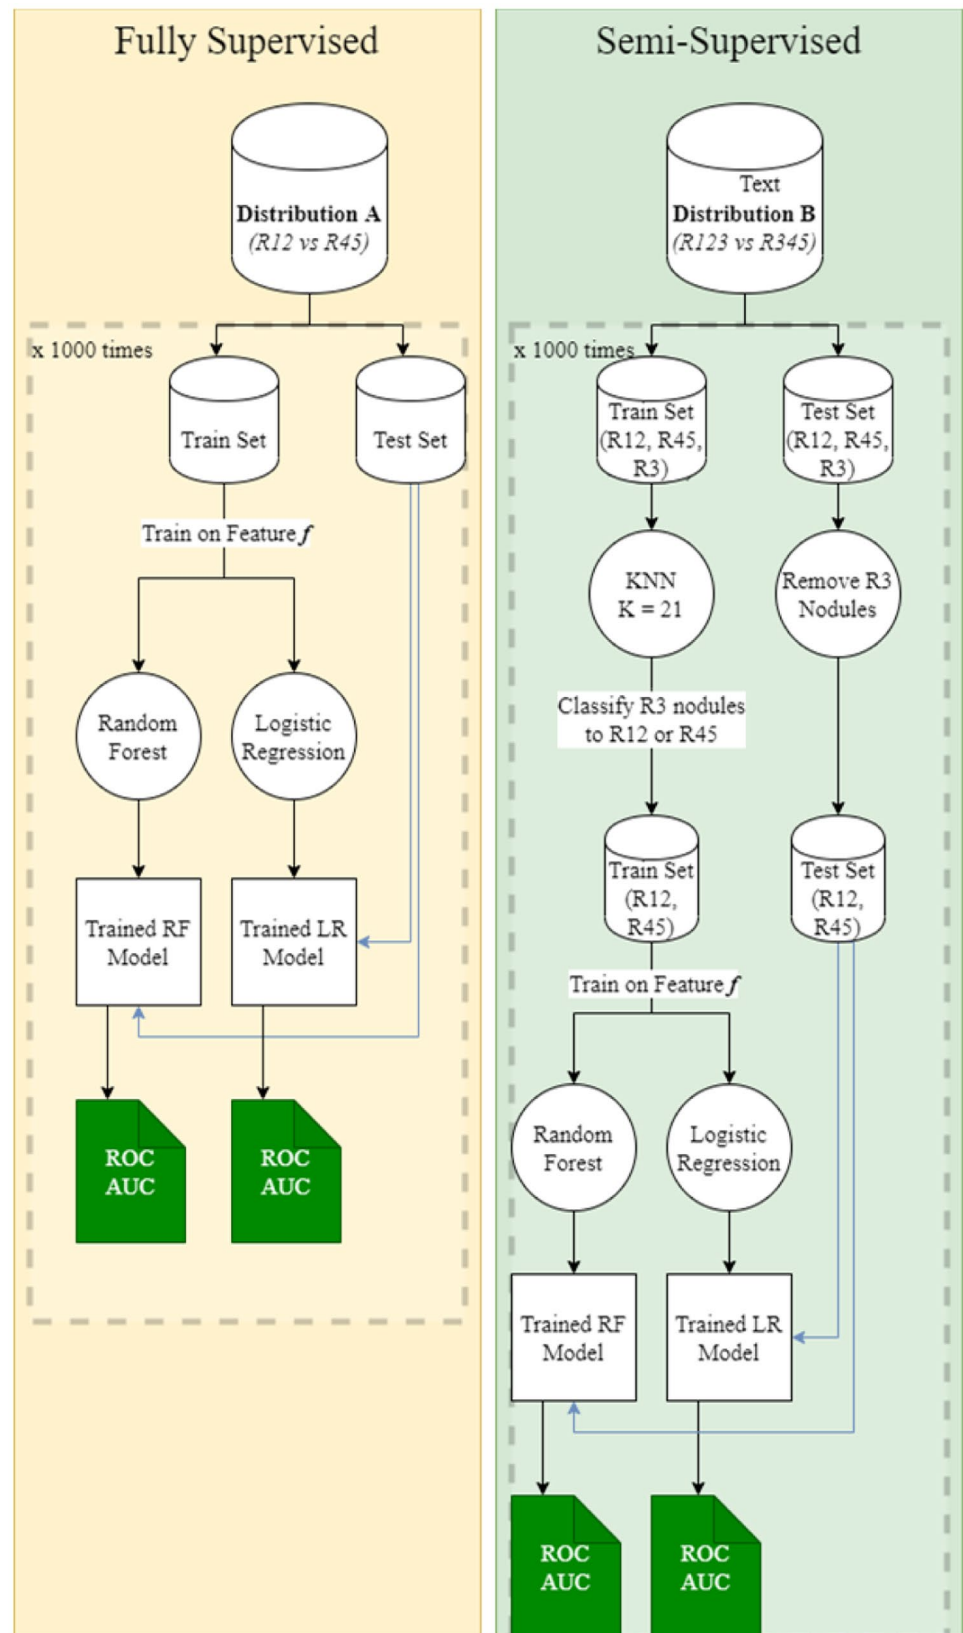 Fully Supervised
Distribution A
(R12 vs R45)
x 1000 times
Train Set
Test Set
Train on Feature f
Random
Forest
Logistic
Regression
Trained RF
Model
Trained LR
Model
ROC
AUC
ROC
AUC
Semi-Supervised
Text
Distribution B
(R123 vs R345)
x 1000 times
Train Set
(R12, R45,
R3)
Test Set
(R12, R45,
R3)
KNN
K = 21
Remove R3
Nodules
Classify R3 nodules
to R12 or R45
Train Set
(R12,
R45)
Test Set
(R12,
R45)
Train on Feature f
Random
Forest
Logistic
Regression
Trained RF
Model
Trained LR
Model
ROC
AUC
ROC
AUC